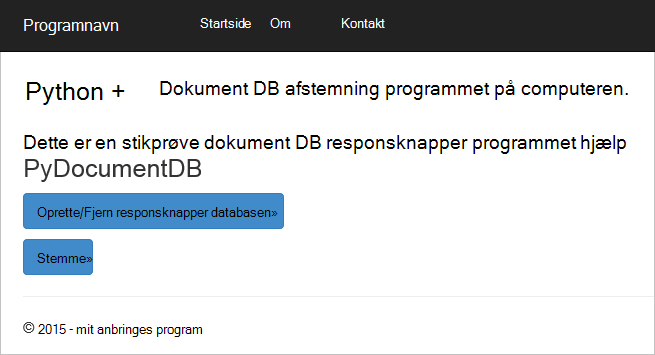 Programnavn Startside Om Kontakt
Python + Dokument DB afstemning programmet på computeren.
Dette er en stikprøve dokument DB responsknapper programmet hjælp
PyDocumentDB
Oprette/Fjern responsknapper databasen»
Stemme»
© 2015 - mit anbringes program